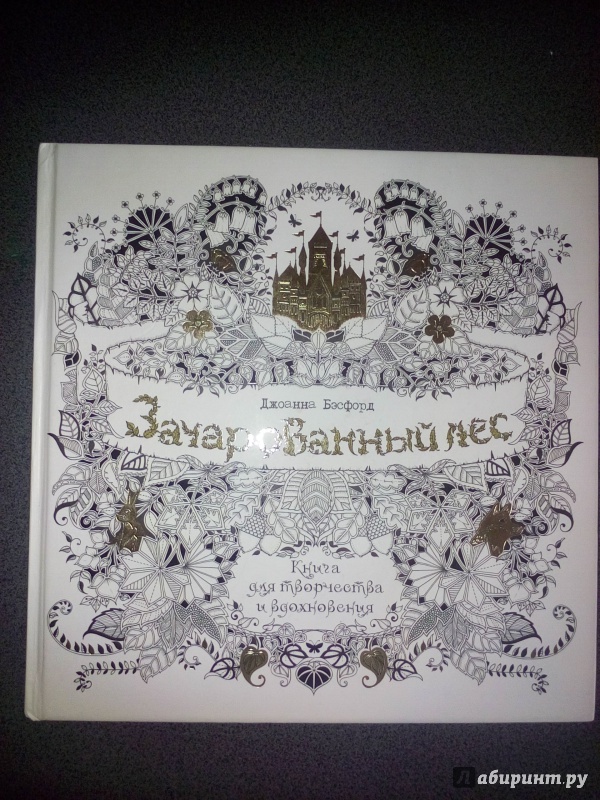 Джоанна Бэсфорд
Зачарованный лес
Книга
для творчества
и вдохновения
Лабиринт.ру